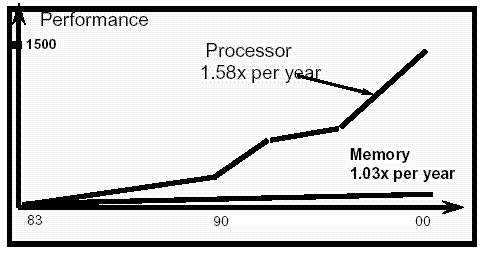 Performance
1500
Processor
1.58x per year
Memory
1.03x per year
83
90
00